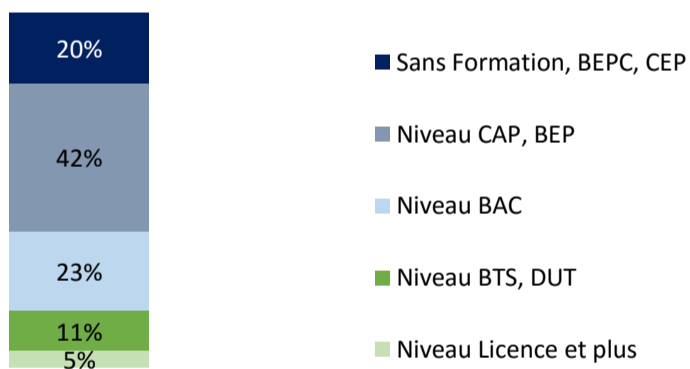 20%
42%
23%
11%
5%
Sans Formation, BEPC, CEP
Niveau CAP, BEP
Niveau BAC
Niveau BTS, DUT
Niveau Licence et plus